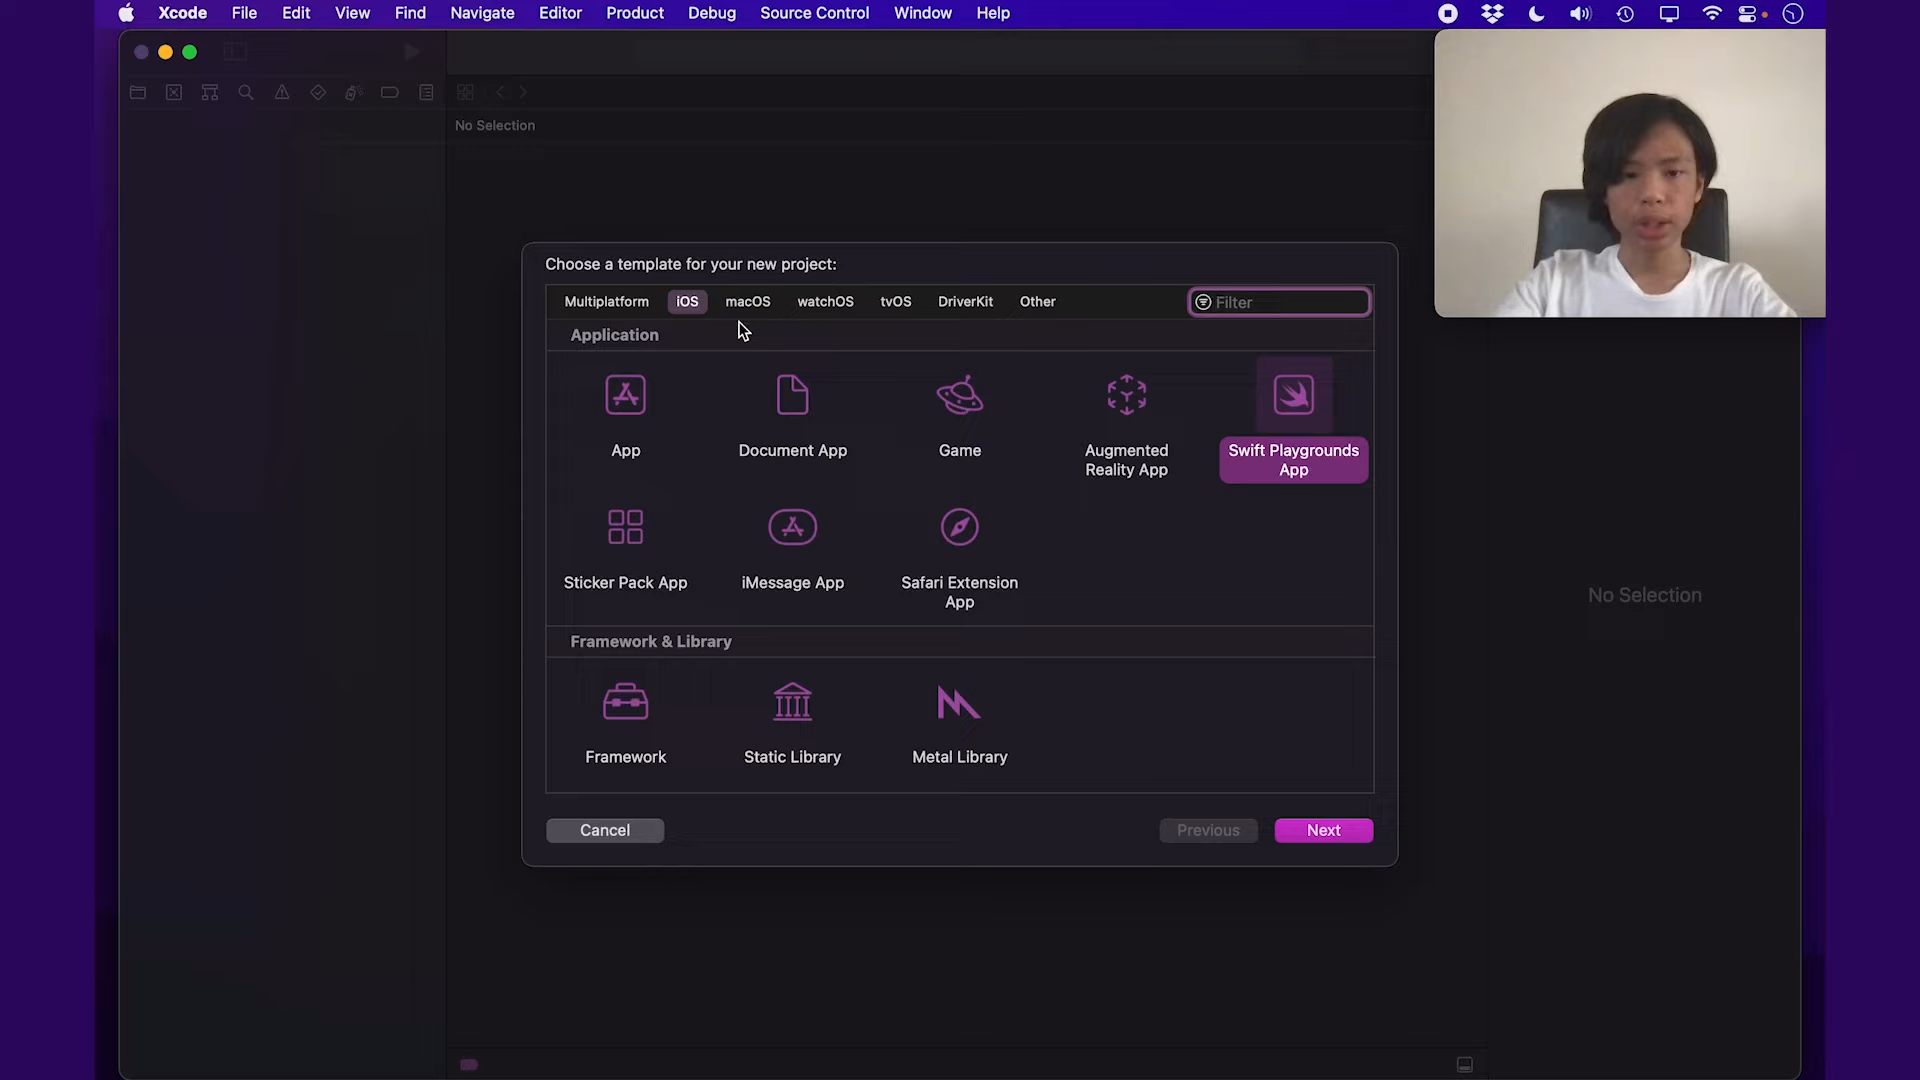 Xcode File Edit View Find Navigate Editor Product Debug Source Control Window Help
No Selection
Choose a template for your new project:
Multiplatform iOS macOS watchOS tvOS DriverKit Other Filter
Application
App Document App Game Augmented Reality App Swift Playgrounds App
Sticker Pack App iMessage App Safari Extension App
No Selection
Framework & Library
Framework Static Library Metal Library
Cancel Previous Next